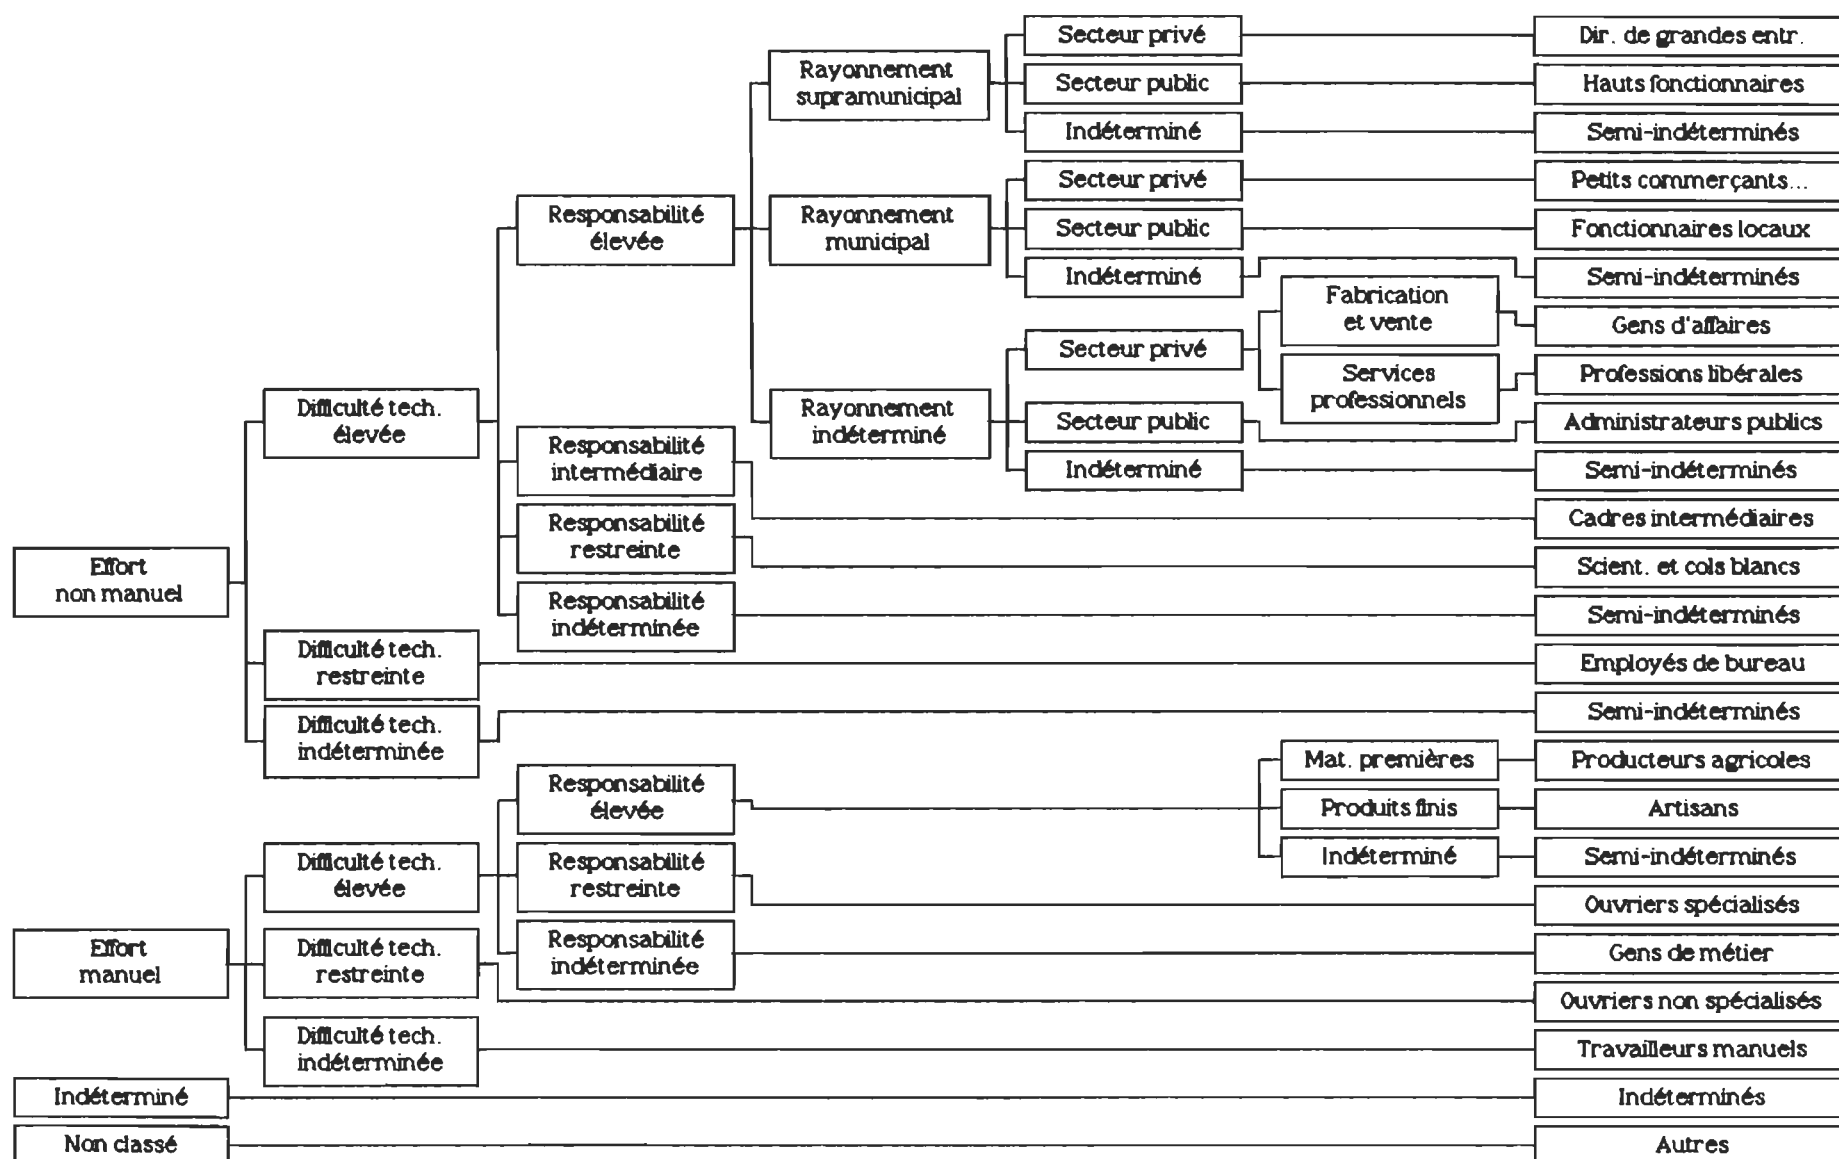 Secteur privé
Dir. de grandes entr.
Rayonnement
supramunicipal
Secteur public
Hauts fonctionnaires
Indéterminé
Semi-indéterminés
Secteur privé
Petits commerçants...
Responsabilité
élevée
Rayonnement
municipal
Secteur public
Fonctionnaires locaux
Indéterminé
Semi-indéterminés
Fabrication
et vente
Gens d'affaires
Secteur privé
Services
professionnels
Professions libérales
Difficulté tech.
élevée
Rayonnement
indéterminé
Secteur public
Administrateurs publics
Responsabilité
intermédiaire
Indéterminé
Semi-indéterminés
Cadres intermédiaires
Responsabilité
restreinte
Scient. et cols blancs
Effort
non manuel
Responsabilité
indéterminée
Semi-indéterminés
Difficulté tech.
restreinte
Employés de bureau
Difficulté tech.
indéterminée
Semi-indéterminés
Mat. premières
Producteurs agricoles
Responsabilité
élevée
Produits finis
Artisans
Indéterminé
Semi-indéterminés
Difficulté tech.
élevée
Responsabilité
restreinte
Ouvriers spécialisés
Effort
manuel
Difficulté tech.
restreinte
Responsabilité
indéterminée
Gens de métier
Ouvriers non spécialisés
Difficulté tech.
indéterminée
Travailleurs manuels
Indéterminé
Indéterminés
Non classé
Autres